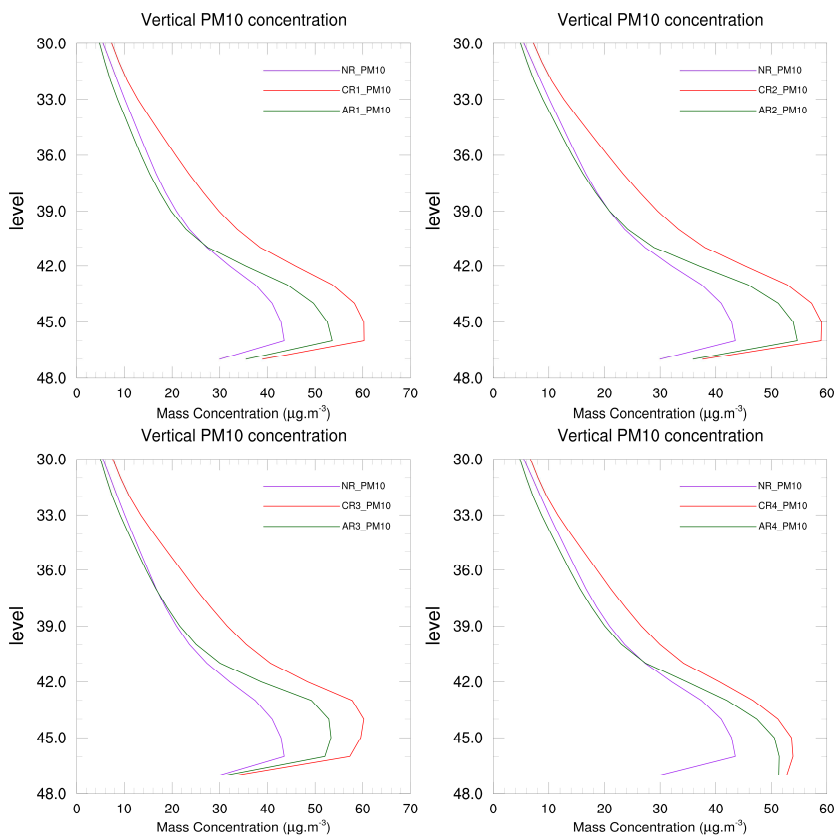 Vertical PM10 concentration
30.0
33.0
36.0
39.0
42.0
45.0
48.0
level
NR_PM10
CR1_PM10
AR1_PM10
0 10 20 30 40 50 60 70
Mass Concentration (µg.m-3)
Vertical PM10 concentration
30.0
33.0
36.0
39.0
42.0
45.0
48.0
level
NR_PM10
CR2_PM10
AR2_PM10
0 10 20 30 40 50 60
Mass Concentration (µg.m-3)
Vertical PM10 concentration
30.0
33.0
36.0
39.0
42.0
45.0
48.0
level
NR_PM10
CR3_PM10
AR3_PM10
0 10 20 30 40 50 60 70
Mass Concentration (µg.m-3)
Vertical PM10 concentration
30.0
33.0
36.0
39.0
42.0
45.0
48.0
level
NR_PM10
CR4_PM10
AR4_PM10
0 10 20 30 40 50 60
Mass Concentration (µg.m-3)